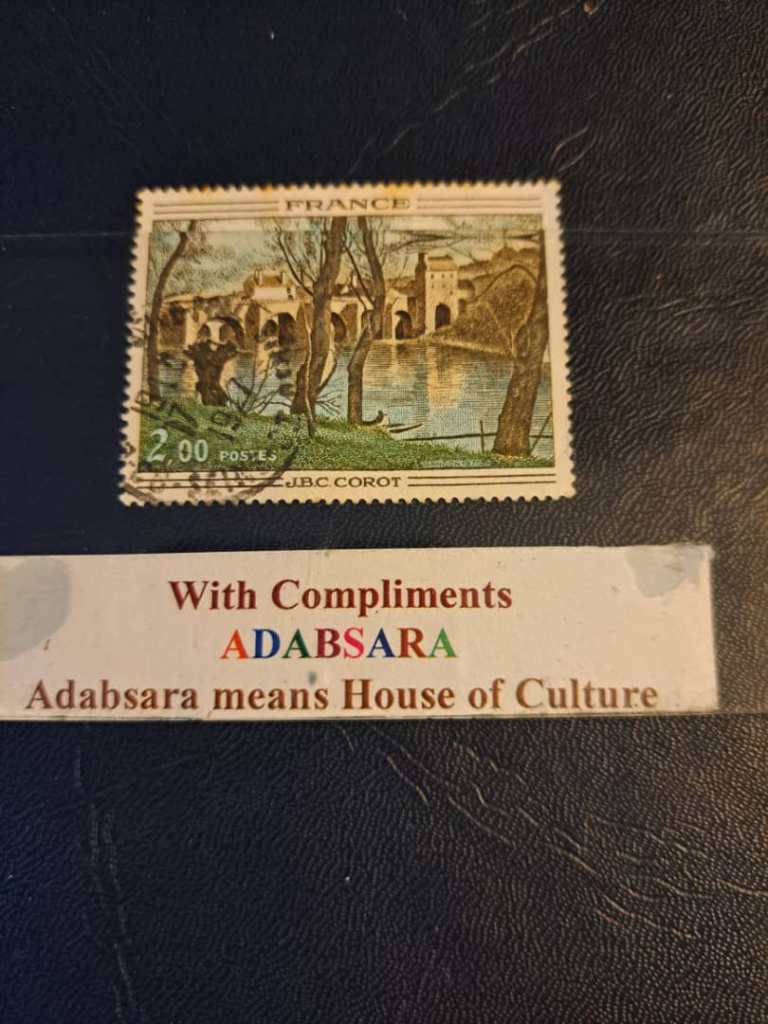 FRANCE
2,00 POSTES
J.B.C. COROT
With Compliments
ADABSARA
Adabsara means House of Culture